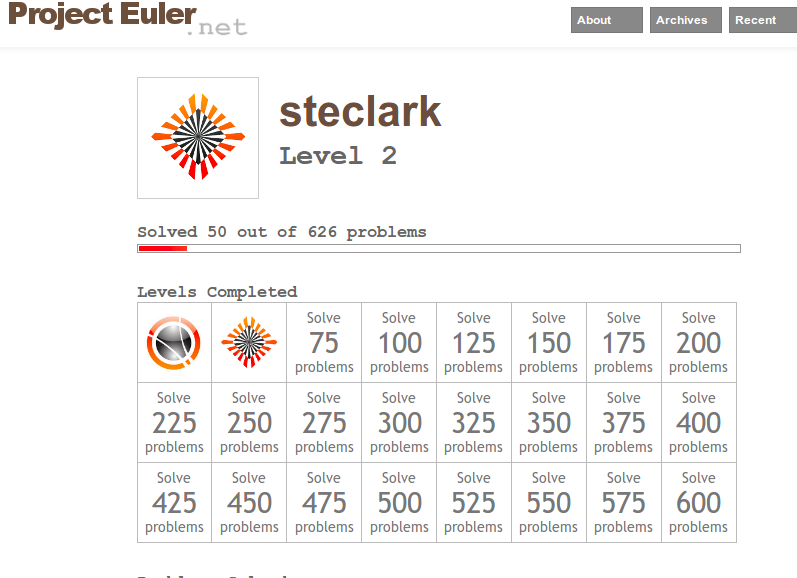 Project Euler
.net
About Archives Recent
steclark
Level 2
Solved 50 out of 626 problems
Levels Completed
Solve Solve Solve Solve Solve Solve
75 100 125 150 175 200
problems problems problems problems problems problems
Solve Solve Solve Solve Solve Solve Solve Solve
225 250 275 300 325 350 375 400
problems problems problems problems problems problems problems problems
Solve Solve Solve Solve Solve Solve Solve Solve
425 450 475 500 525 550 575 600
problems problems problems problems problems problems problems problems